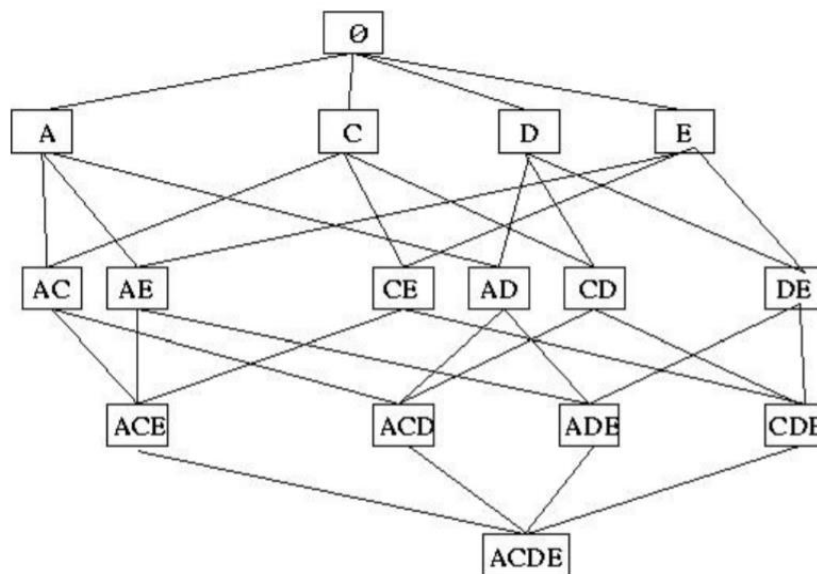 Ø
A C D E
AC AE CE AD CD DE
ACE ACD ADE CDE
ACDE